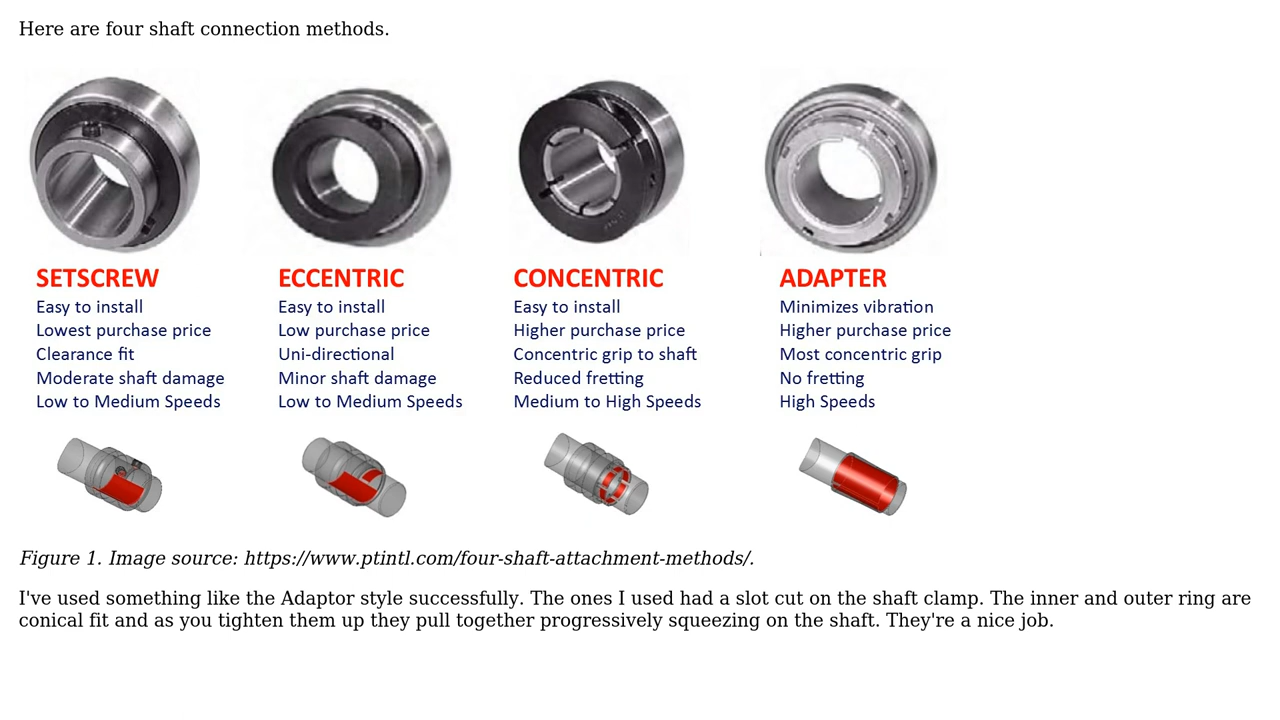 Here are four shaft connection methods.
SETSCREW
Easy to install
Lowest purchase price
Clearance fit
Moderate shaft damage
Low to Medium Speeds
ECCENTRIC
Easy to install
Low purchase price
Uni-directional
Minor shaft damage
Low to Medium Speeds
CONCENTRIC
Easy to install
Higher purchase price
Concentric grip to shaft
Reduced fretting
Medium to High Speeds
ADAPTER
Minimizes vibration
Higher purchase price
Most concentric grip
No fretting
High Speeds
Figure 1. Image source: https://www.ptintl.com/four-shaft-attachment-methods/.
I've used something like the Adaptor style successfully. The ones I used had a slot cut on the shaft clamp. The inner and outer ring are
conical fit and as you tighten them up they pull together progressively squeezing on the shaft. They're a nice job.